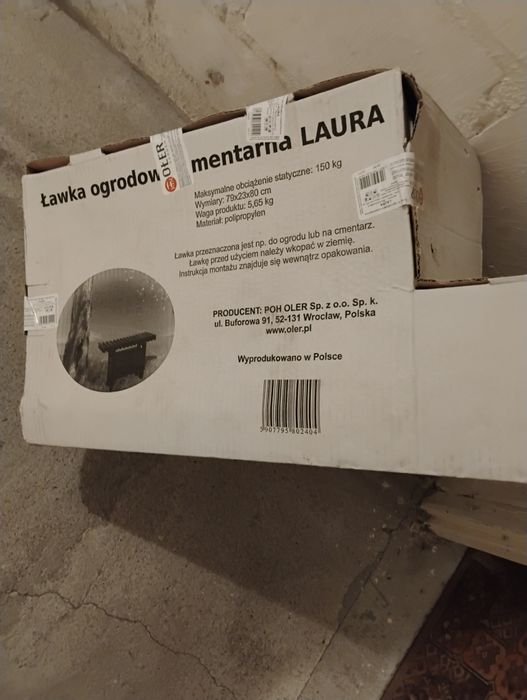 Ławka ogrodow mentarna LAURA
OLER
Maksymalne obciążenie statyczne: 150 kg
Wymiary: 79x23x80 cm
Waga produktu: 5,65 kg
Materiał: polipropylen
Ławka przeznaczona jest np. do ogrodu lub na cmentarz.
Ławkę przed użyciem należy wkopać w ziemię.
Instrukcja montażu znajduje się wewnątrz opakowania.
PRODUCENT: POH OLER Sp. z o.o. Sp. k.
ul. Buforowa 91, 52-131 Wrocław, Polska
www.oler.pl
Wyprodukowano w Polsce
5907795802404